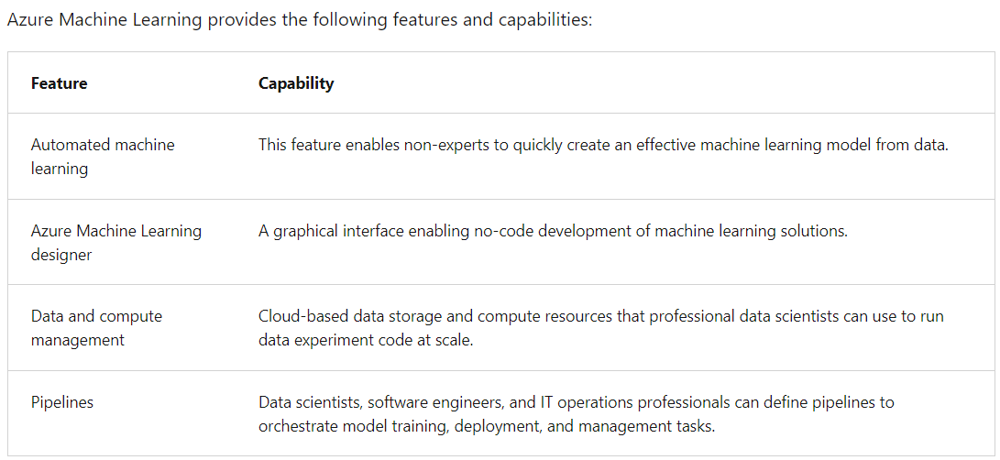 Azure Machine Learning provides the following features and capabilities:
Feature
Capability
Automated machine
learning
This feature enables non-experts to quickly create an effective machine learning model from data.
Azure Machine Learning
designer
A graphical interface enabling no-code development of machine learning solutions.
Data and compute
management
Cloud-based data storage and compute resources that professional data scientists can use to run
data experiment code at scale.
Pipelines
Data scientists, software engineers, and IT operations professionals can define pipelines to
orchestrate model training, deployment, and management tasks.